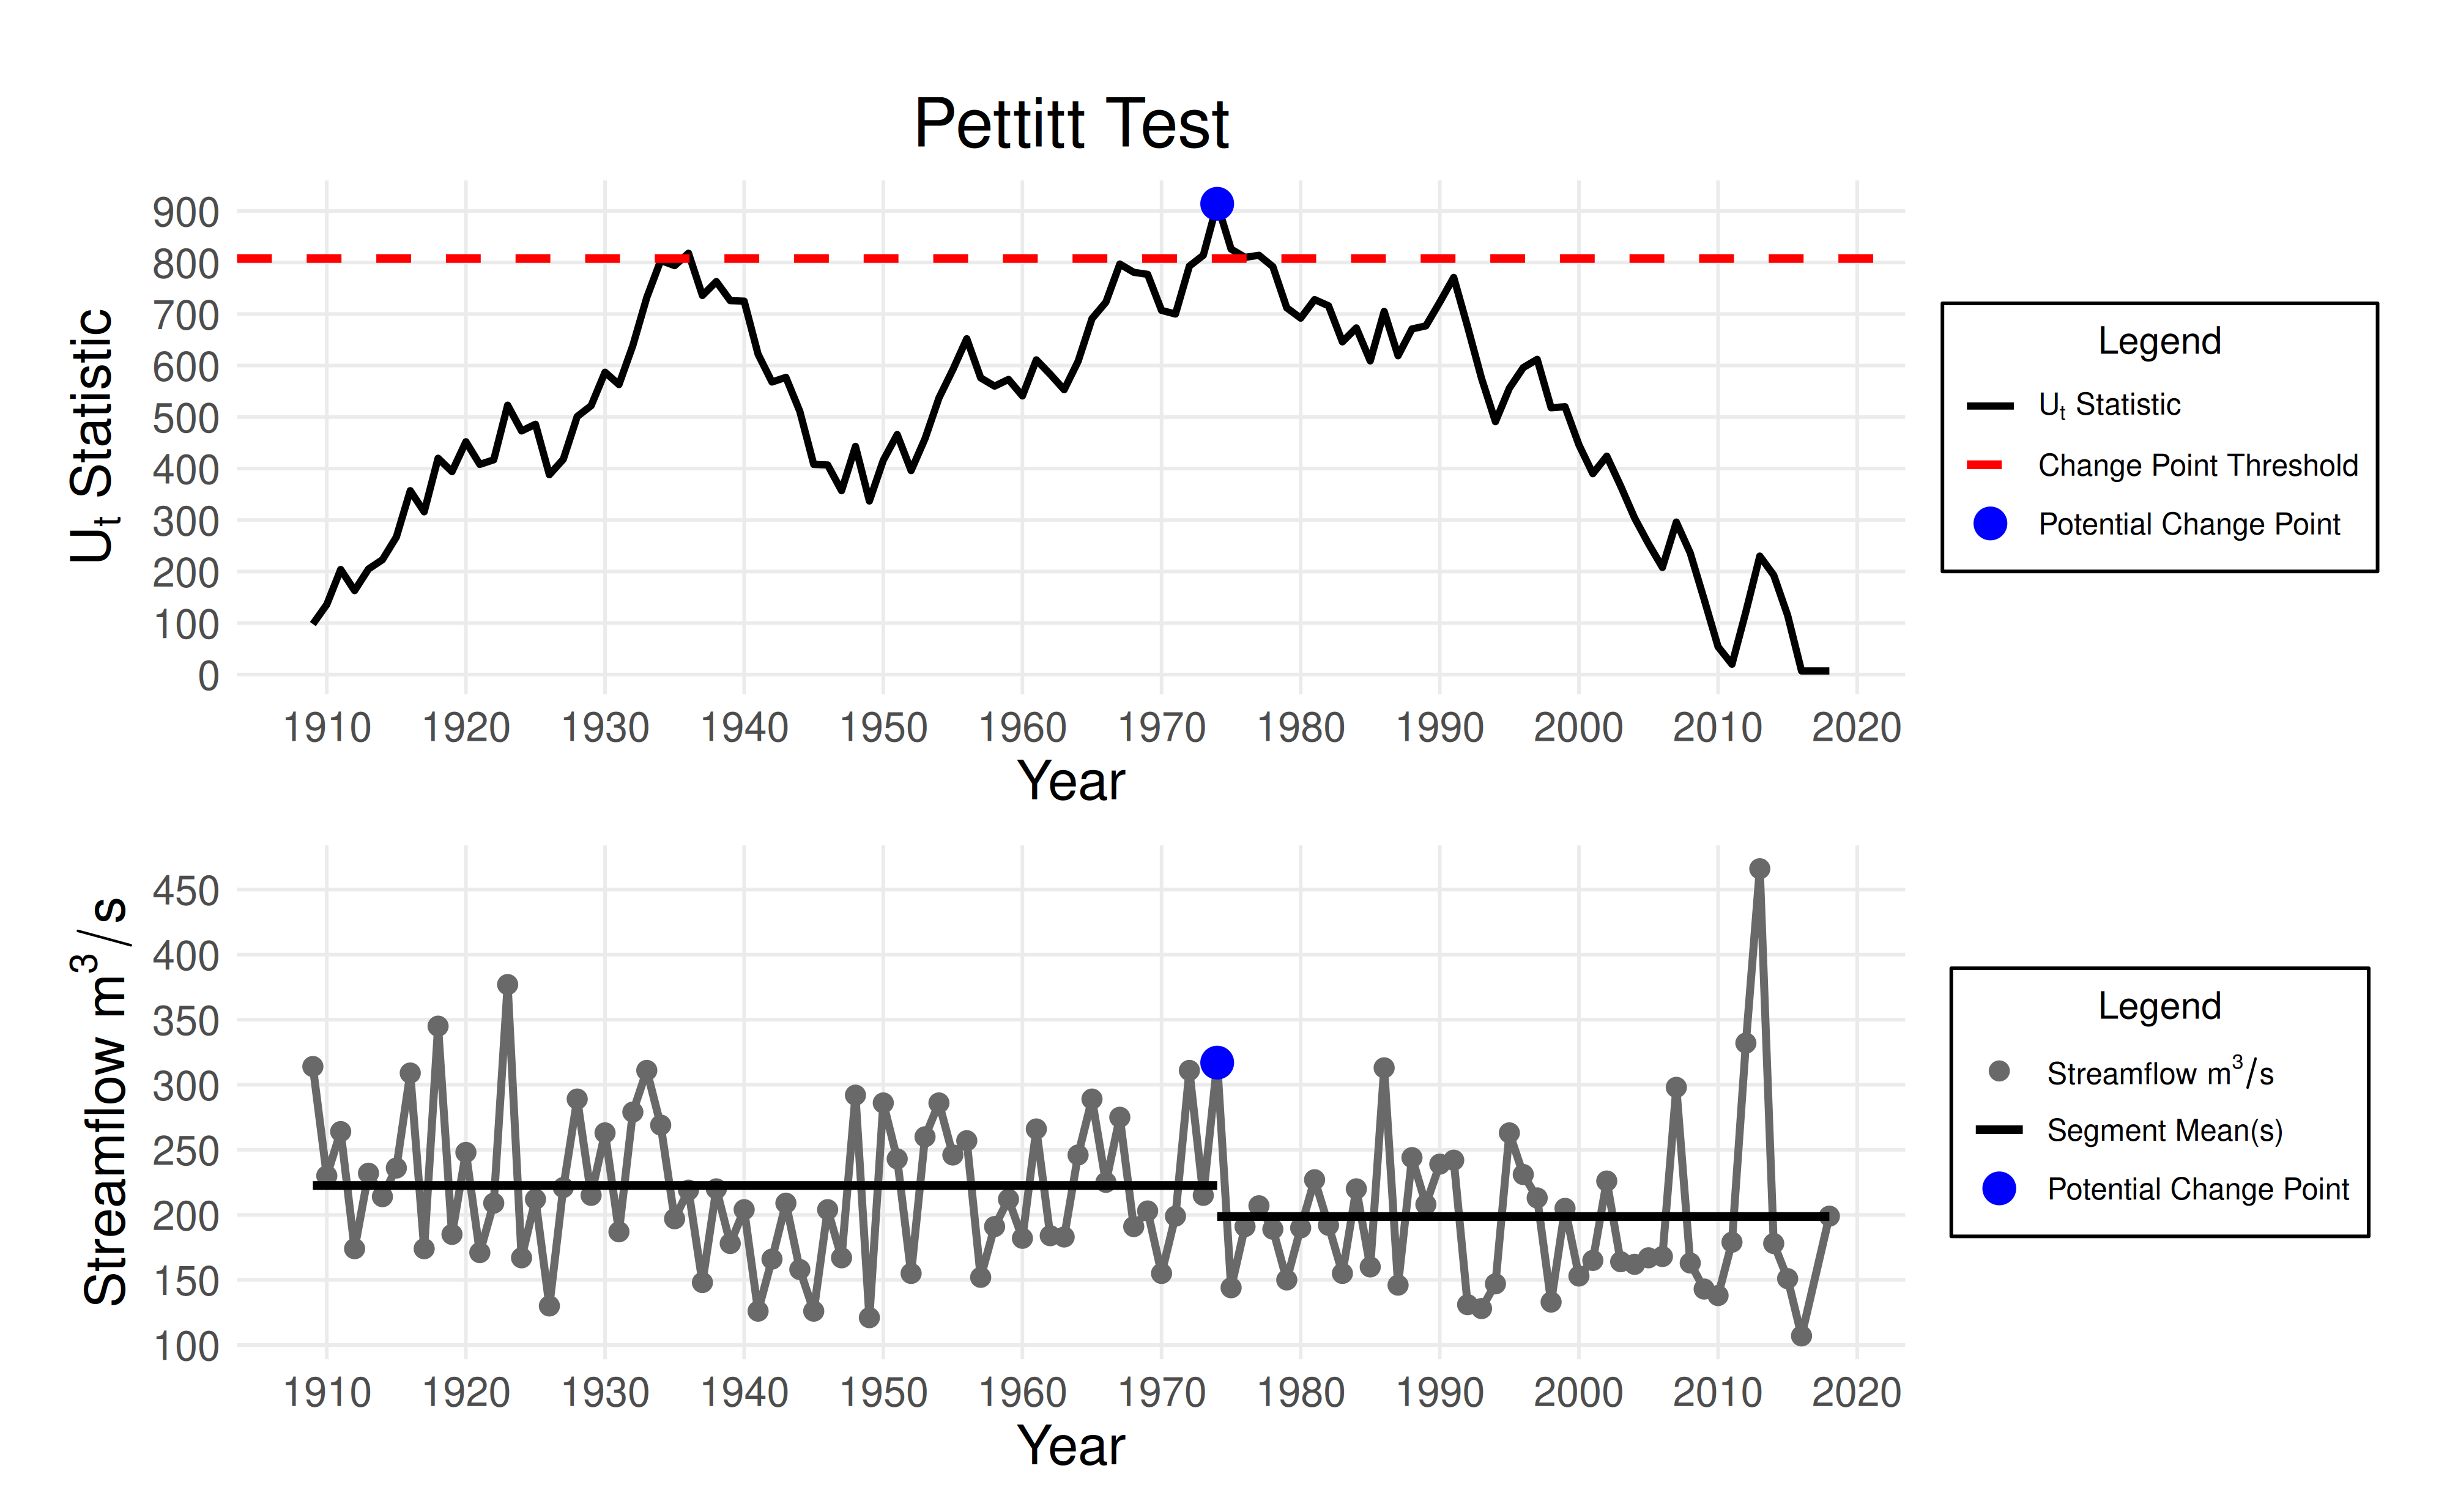 Pettitt Test
Uₜ Statistic
900
800
700
600
500
400
300
200
100
0
1910 1920 1930 1940 1950 1960 1970 1980 1990 2000 2010 2020
Year
Legend
Uₜ Statistic
Change Point Threshold
Potential Change Point
Streamflow m³/s
450
400
350
300
250
200
150
100
1910 1920 1930 1940 1950 1960 1970 1980 1990 2000 2010 2020
Year
Legend
Streamflow m³/s
Segment Mean(s)
Potential Change Point